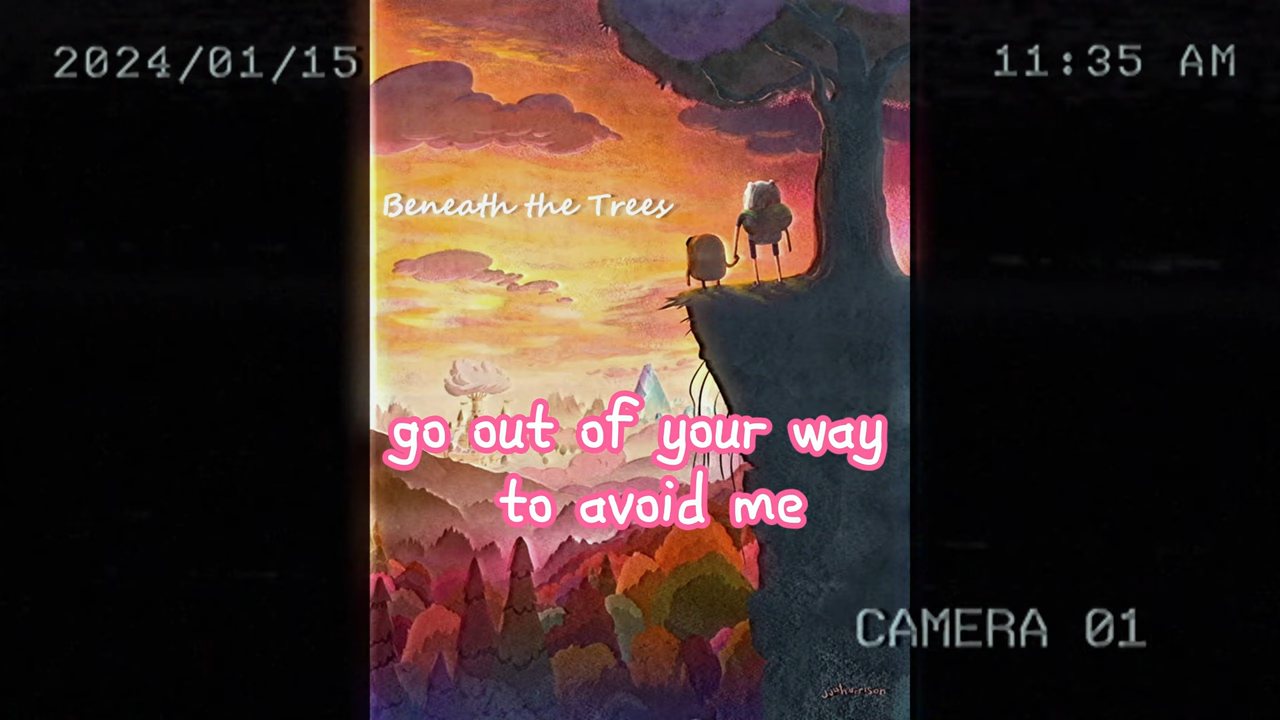 2024/01/15
11:35 AM
Beneath the Trees
go out of your way
to avoid me
CAMERA 01
jjaharrison